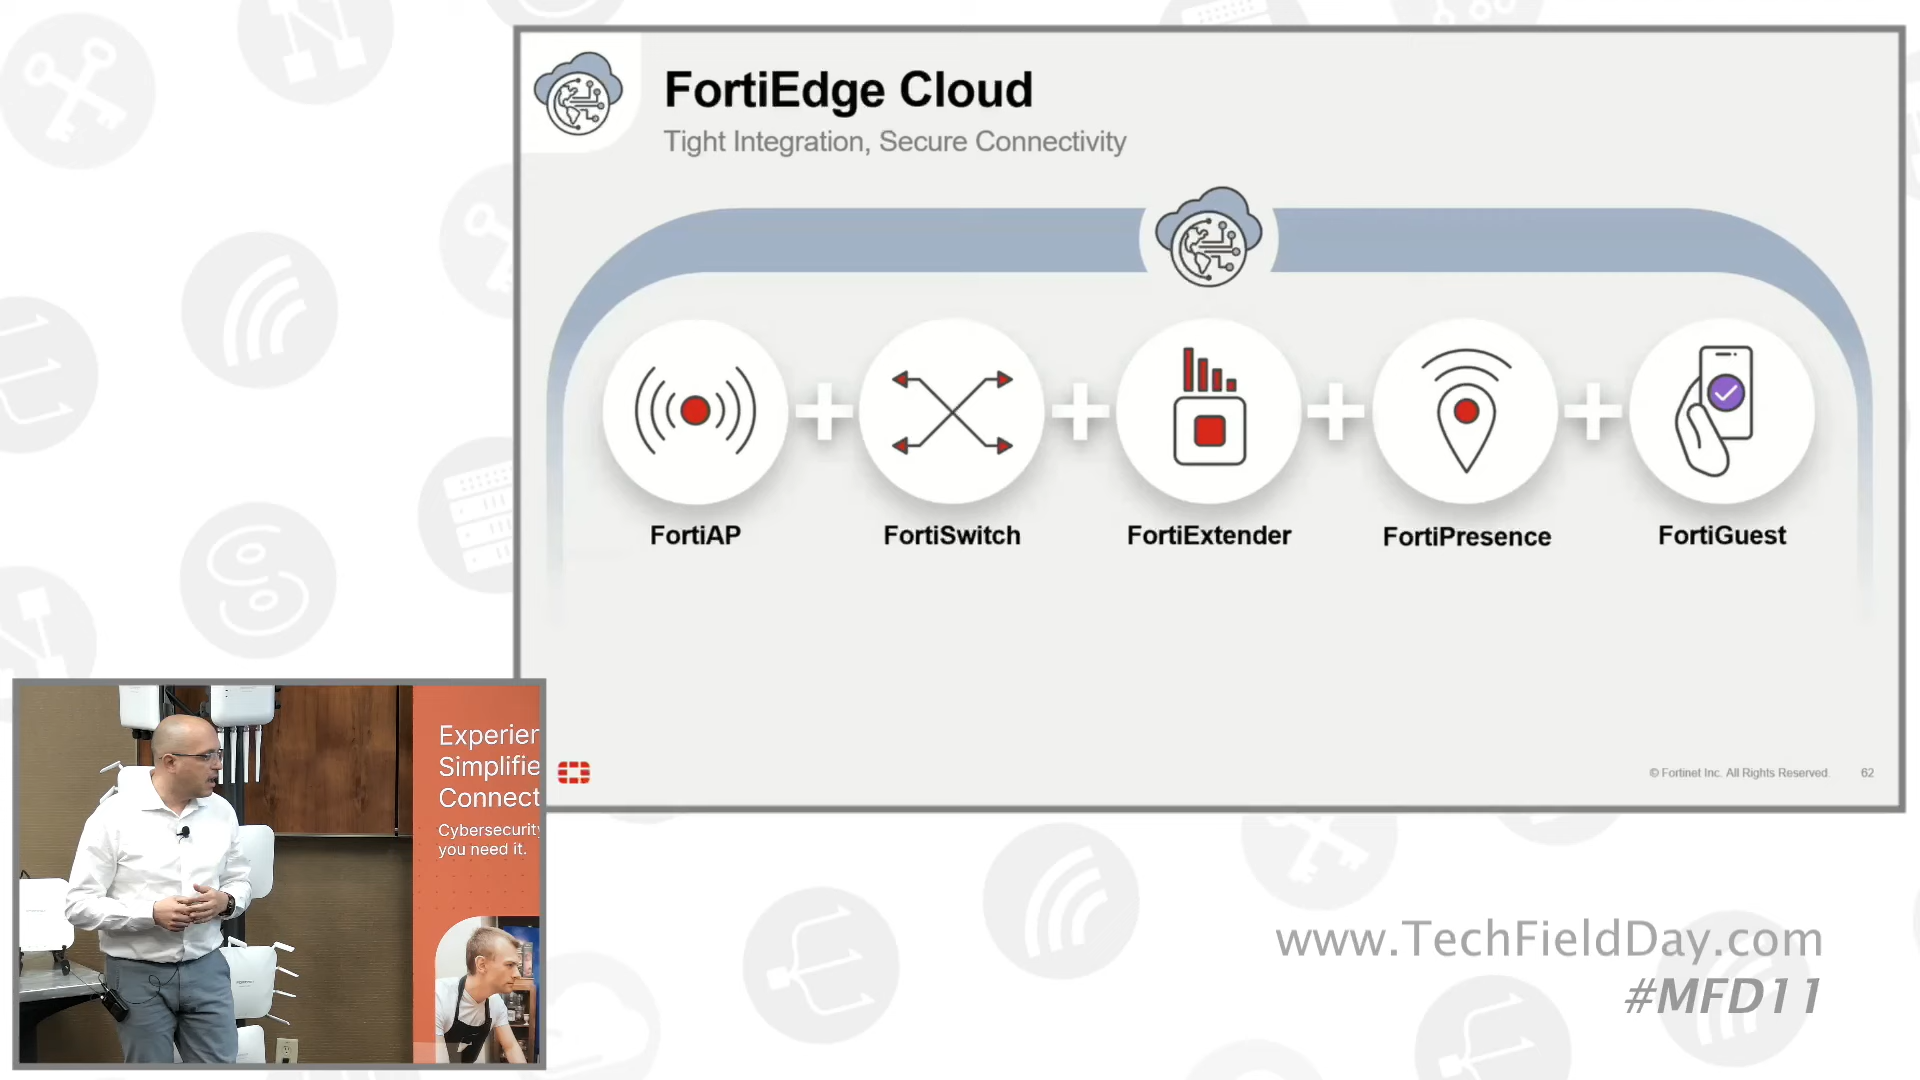 FortiEdge Cloud
Tight Integration, Secure Connectivity
FortiAP
FortiSwitch
FortiExtender
FortiPresence
FortiGuest
© Fortinet Inc. All Rights Reserved.
62
Experier
Simplifie
Connect
Cybersecurity
you need it.
www.TechFieldDay.com
#MFD11